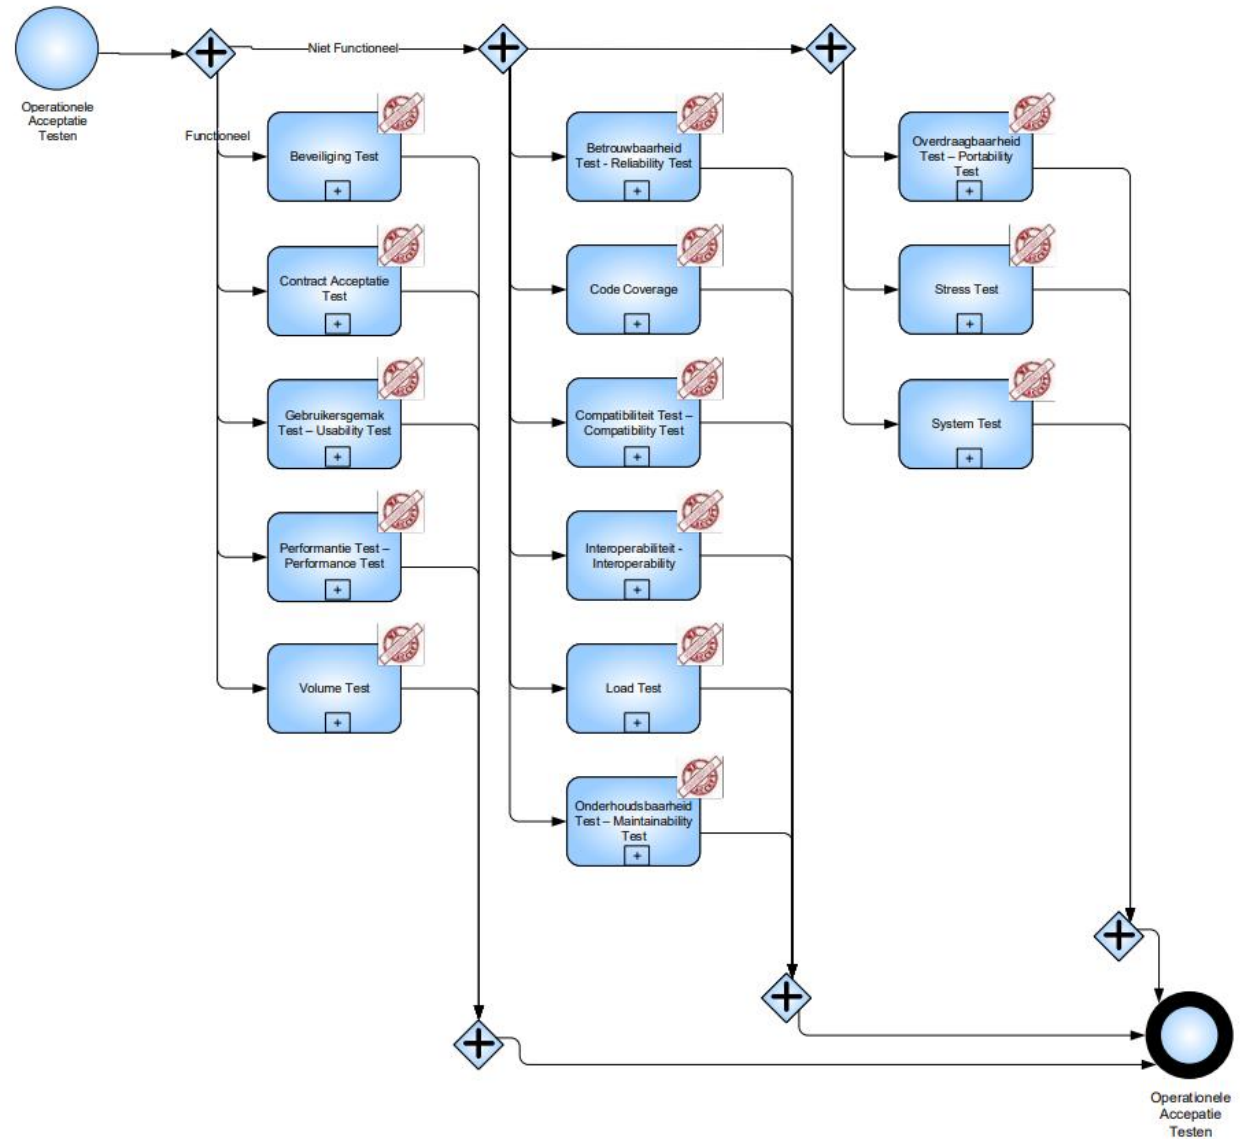 Operationele
Acceptatie
Testen
Niet Functioneel
Functioneel
Beveiliging Test
Contract Acceptatie
Test
Gebruikersgemak
Test – Usability Test
Performantie Test –
Performance Test
Volume Test
Betrouwbaarheid
Test - Reliability Test
Code Coverage
Compatibiliteit Test –
Compatibility Test
Interoperabiliteit -
Interoperability
Load Test
Onderhoudsbaarheid
Test – Maintainability
Test
Overdraagbaarheid
Test – Portability
Test
Stress Test
System Test
Operationele
Accepatie
Testen